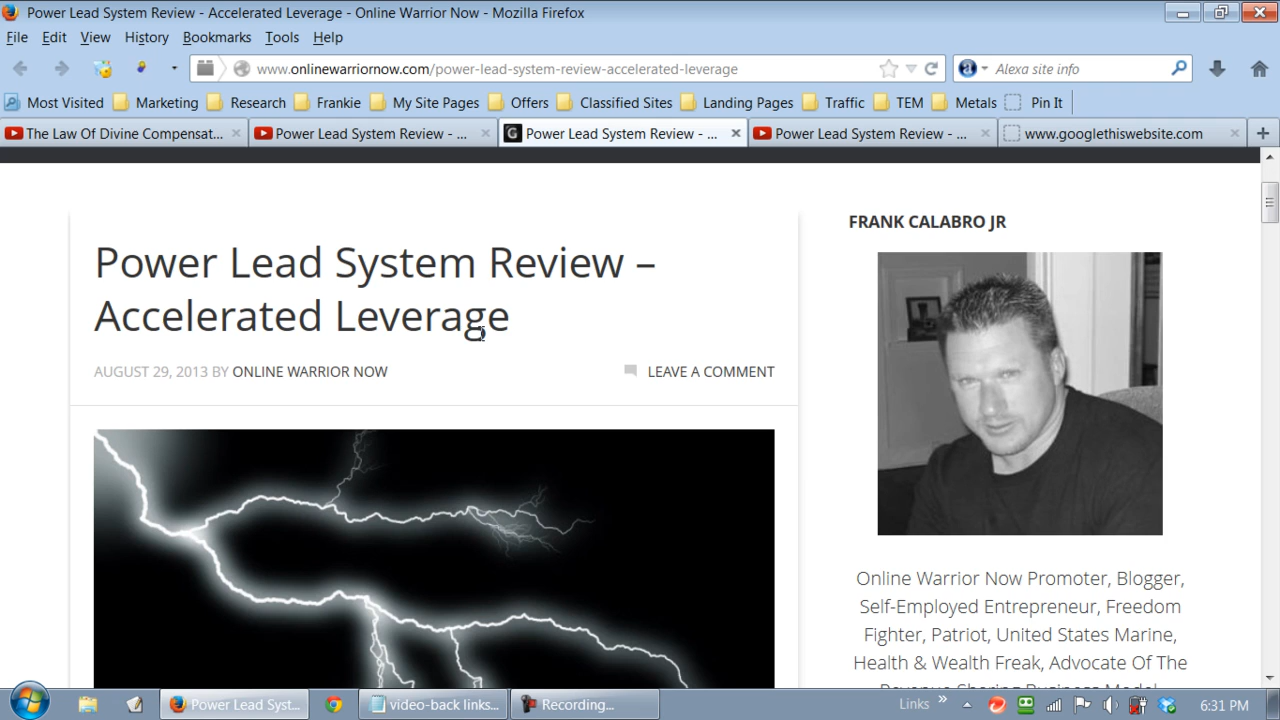 Power Lead System Review - Accelerated Leverage - Online Warrior Now - Mozilla Firefox
File Edit View History Bookmarks Tools Help
www.onlinewarriornow.com/power-lead-system-review-accelerated-leverage
Alexa site info
Most Visited Marketing Research Frankie My Site Pages Offers Classified Sites Landing Pages Traffic TEM Metals Pin It
The Law Of Divine Compensat... Power Lead System Review - ... Power Lead System Review - ... Power Lead System Review - ... www.googlethiswebsite.com
Power Lead System Review –
Accelerated Leverage
AUGUST 29, 2013 BY ONLINE WARRIOR NOW
LEAVE A COMMENT
FRANK CALABRO JR
Online Warrior Now Promoter, Blogger,
Self-Employed Entrepreneur, Freedom
Fighter, Patriot, United States Marine,
Health & Wealth Freak, Advocate Of The
Revenue Sharing Business Model
Power Lead Syst... video-back links... Recording... Links » 6:31 PM